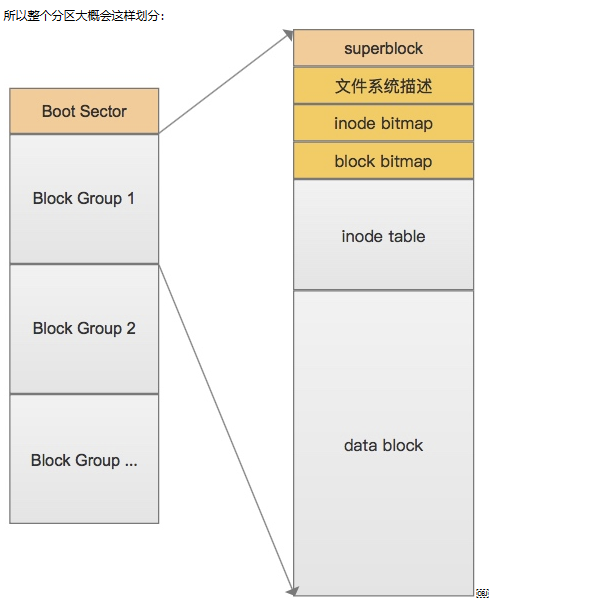 所以整个分区大概会这样划分：
Boot Sector
Block Group 1
Block Group 2
Block Group ...
superblock
文件系统描述
inode bitmap
block bitmap
inode table
data block